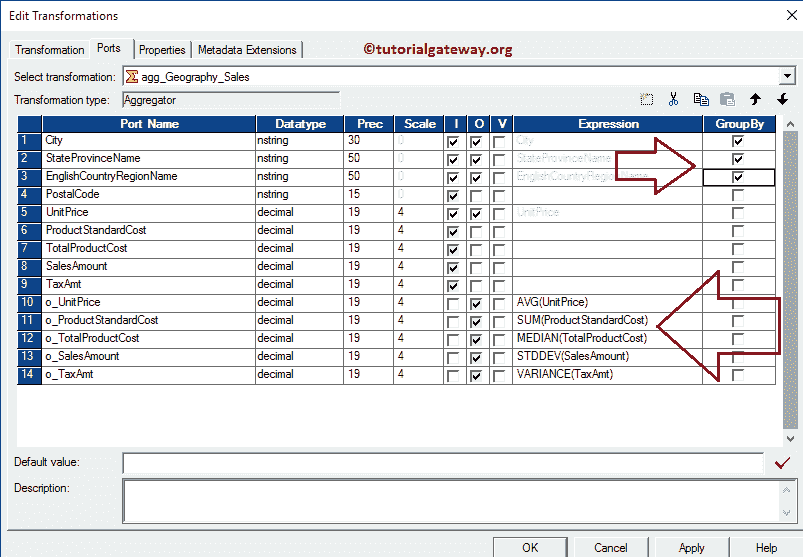 Edit Transformations
Transformation Ports Properties Metadata Extensions ©tutorialgateway.org
Select transformation: agg_Geography_Sales
Transformation type: Aggregator
Port Name Datatype Prec Scale I O V Expression GroupBy
1 City nstring 30 0 City
2 StateProvinceName nstring 50 0 StateProvinceName
3 EnglishCountryRegionName nstring 50 0 EnglishCountryRegionName
4 PostalCode nstring 15 0
5 UnitPrice decimal 19 4 UnitPrice
6 ProductStandardCost decimal 19 4
7 TotalProductCost decimal 19 4
8 SalesAmount decimal 19 4
9 TaxAmt decimal 19 4
10 o_UnitPrice decimal 19 4 AVG(UnitPrice)
11 o_ProductStandardCost decimal 19 4 SUM(ProductStandardCost)
12 o_TotalProductCost decimal 19 4 MEDIAN(TotalProductCost)
13 o_SalesAmount decimal 19 4 STDDEV(SalesAmount)
14 o_TaxAmt decimal 19 4 VARIANCE(TaxAmt)
Default value:
Description:
OK Cancel Apply Help